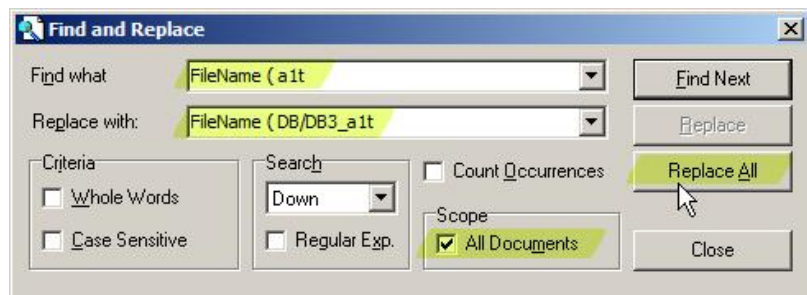 Find and Replace
Find what
FileName ( a1t
Find Next
Replace with:
FileName ( DB/DB3_a1t
Replace
Criteria
Search
Count Occurrences
Replace All
Whole Words
Down
Scope
Case Sensitive
Regular Exp.
All Documents
Close